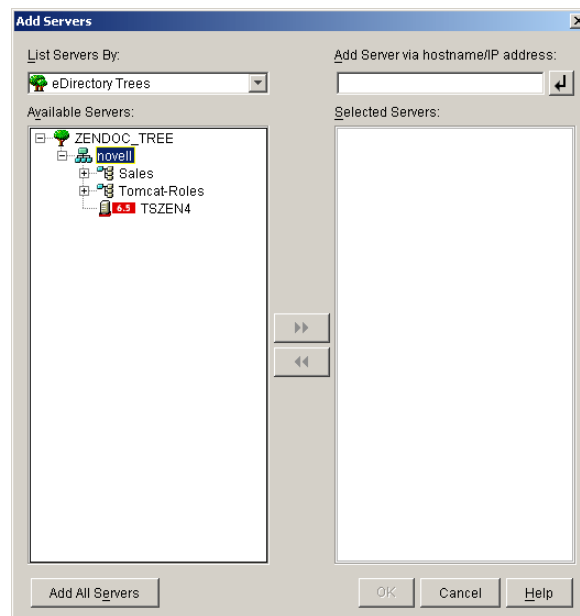 Add Servers
List Servers By:
Add Server via hostname/IP address:
eDirectory Trees
Available Servers:
Selected Servers:
ZENDOC_TREE
novell
Sales
Tomcat-Roles
6.5 TSZEN4
Add All Servers
OK
Cancel
Help